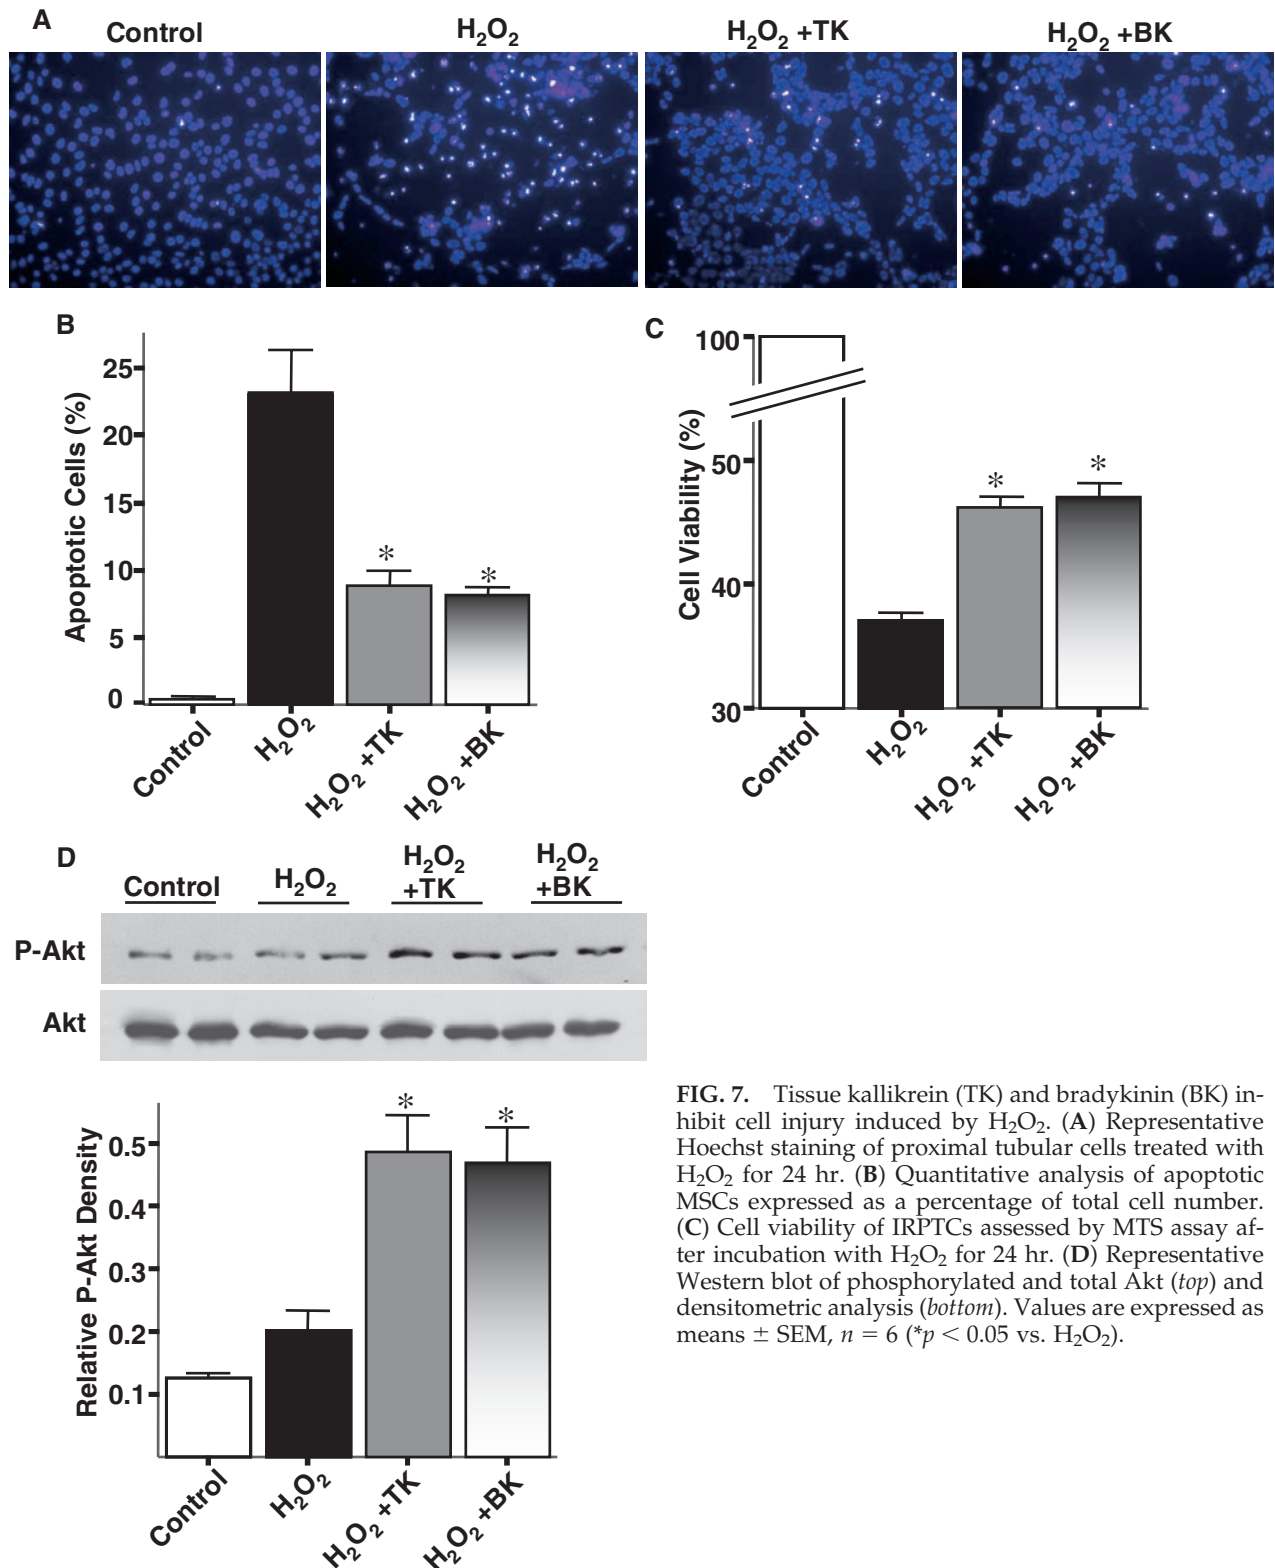 A
Control
H₂O₂
H₂O₂ +TK
H₂O₂ +BK
B
Apoptotic Cells (%)
25
20
15
10
5
0
*
*
Control
H₂O₂
H₂O₂ +TK
H₂O₂ +BK
C
Cell Viability (%)
100
50
40
30
*
*
Control
H₂O₂
H₂O₂ +TK
H₂O₂ +BK
D
Control
H₂O₂
H₂O₂
+TK
H₂O₂
+BK
P-Akt
Akt
Relative P-Akt Density
0.5
0.4
0.3
0.2
0.1
*
*
Control
H₂O₂
H₂O₂ +TK
H₂O₂ +BK
FIG. 7. Tissue kallikrein (TK) and bradykinin (BK) in-
hibit cell injury induced by H₂O₂. (A) Representative
Hoechst staining of proximal tubular cells treated with
H₂O₂ for 24 hr. (B) Quantitative analysis of apoptotic
MSCs expressed as a percentage of total cell number.
(C) Cell viability of IRPTCs assessed by MTS assay af-
ter incubation with H₂O₂ for 24 hr. (D) Representative
Western blot of phosphorylated and total Akt (top) and
densitometric analysis (bottom). Values are expressed as
means ± SEM, n = 6 (*p < 0.05 vs. H₂O₂).